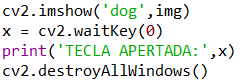 cv2.imshow('dog',img)
x = cv2.waitKey(0)
print('TECLA APERTADA:',x)
cv2.destroyAllWindows()